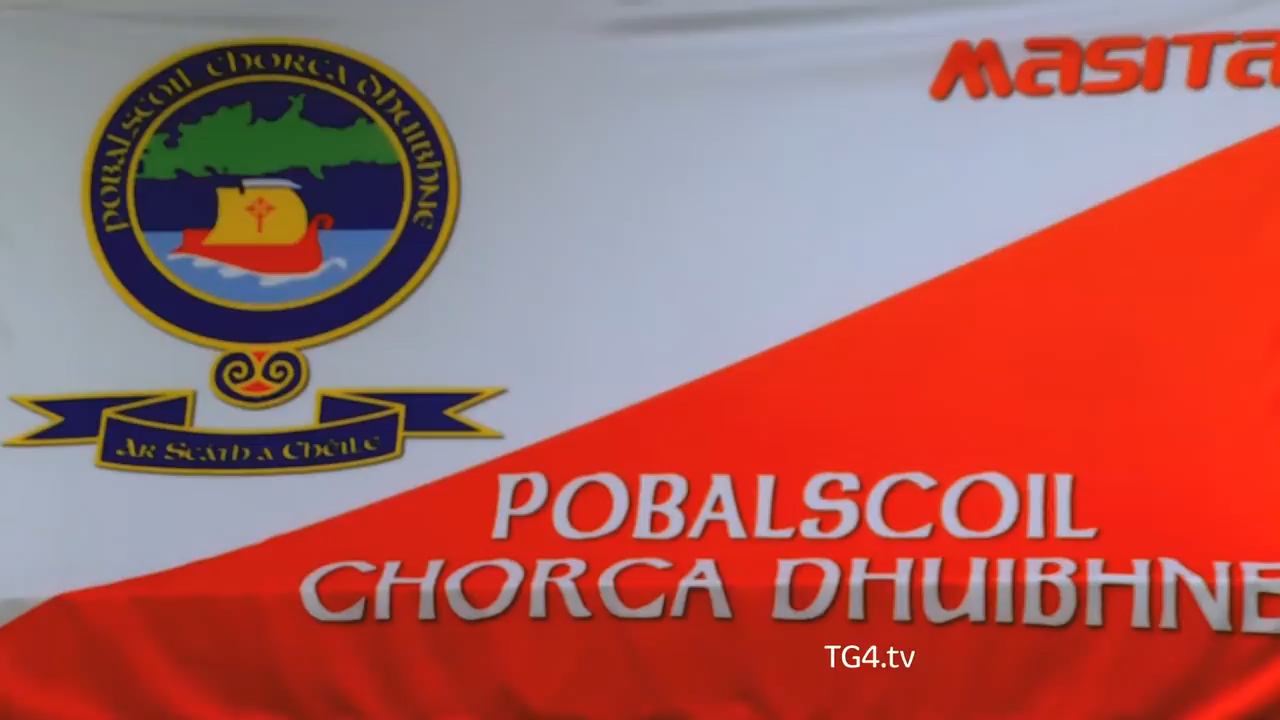 POBALSCOIL CHORCA DHUIBHNE
MASITA
AR SCÁTH A CHÉILE
POBALSCOIL
CHORCA DHUIBHNE
TG4.tv